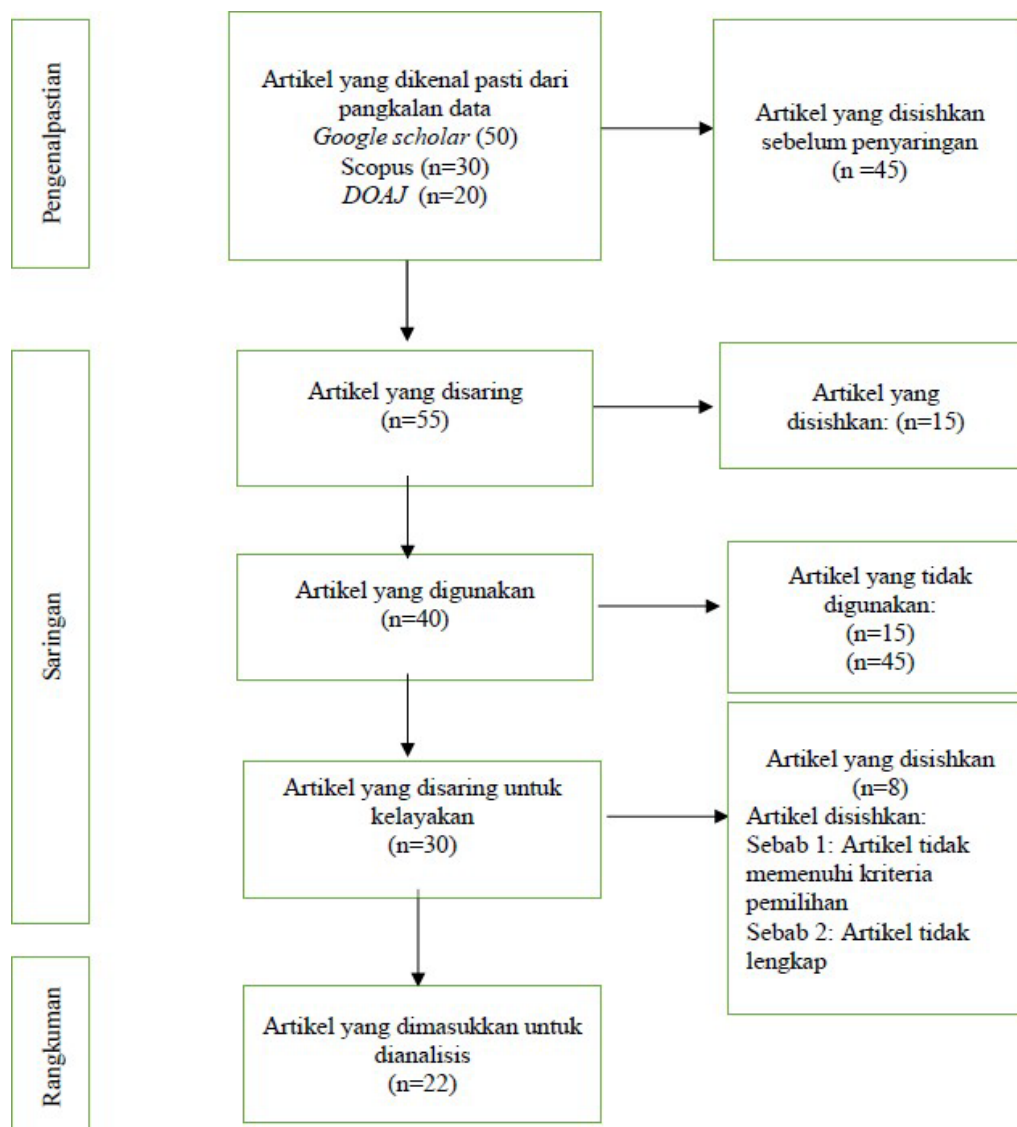 Pengenalpastian
Artikel yang dikenal pasti dari
pangkalan data
Google scholar (50)
Scopus (n=30)
DOAJ (n=20)
Artikel yang disishkan
sebelum penyaringan
(n =45)
Saringan
Artikel yang disaring
(n=55)
Artikel yang
disishkan: (n=15)
Artikel yang digunakan
(n=40)
Artikel yang tidak
digunakan:
(n=15)
(n=45)
Artikel yang disaring untuk
kelayakan
(n=30)
Artikel yang disishkan
(n=8)
Artikel disishkan:
Sebab 1: Artikel tidak
memenuhi kriteria
pemilihan
Sebab 2: Artikel tidak
lengkap
Rangkuman
Artikel yang dimasukkan untuk
dianalisis
(n=22)